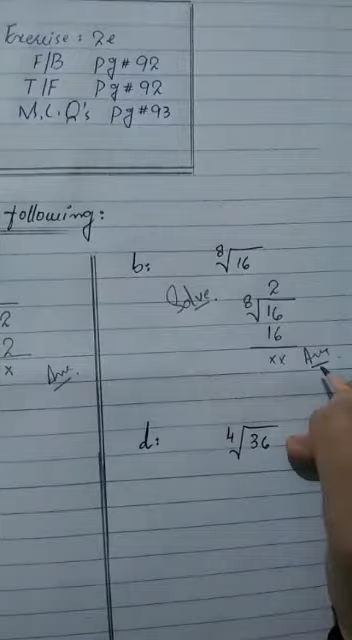 Exercise: 2e
F/B pg#92
T/F pg#92
M.C.Q's pg#93
following:
b: 8√16
2
2
x Ans.
Solve.
2
8√16
16
xx Ans.
d: 4√36